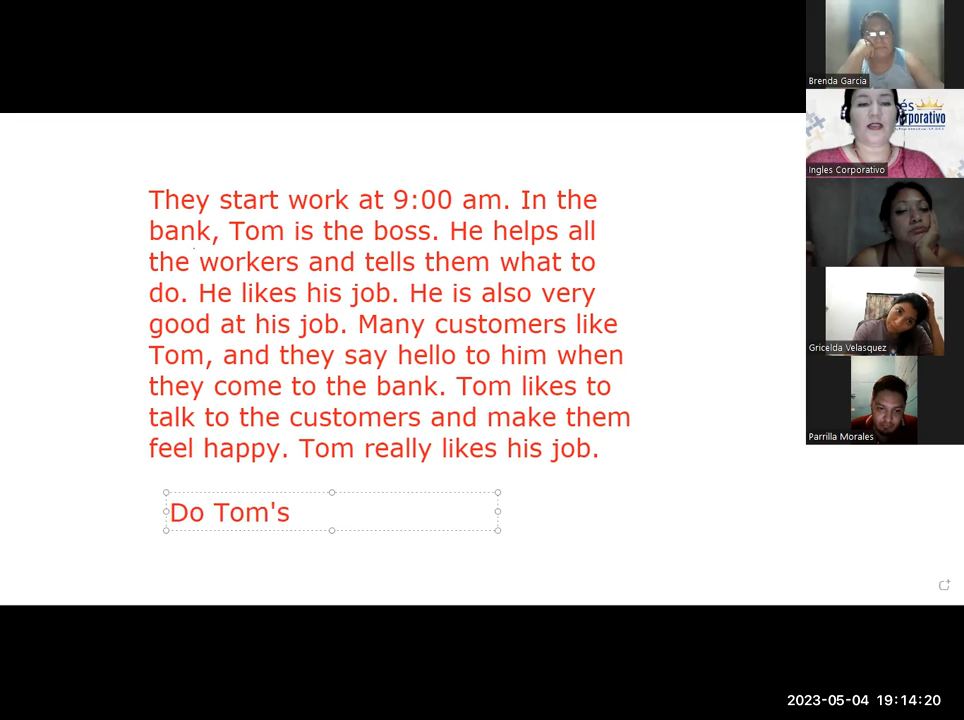 They start work at 9:00 am. In the
bank, Tom is the boss. He helps all
the workers and tells them what to
do. He likes his job. He is also very
good at his job. Many customers like
Tom, and they say hello to him when
they come to the bank. Tom likes to
talk to the customers and make them
feel happy. Tom really likes his job.
Do Tom's
Brenda Garcia
Ingles Corporativo
Gricelda Velasquez
Parrilla Morales
2023-05-04 19:14:20